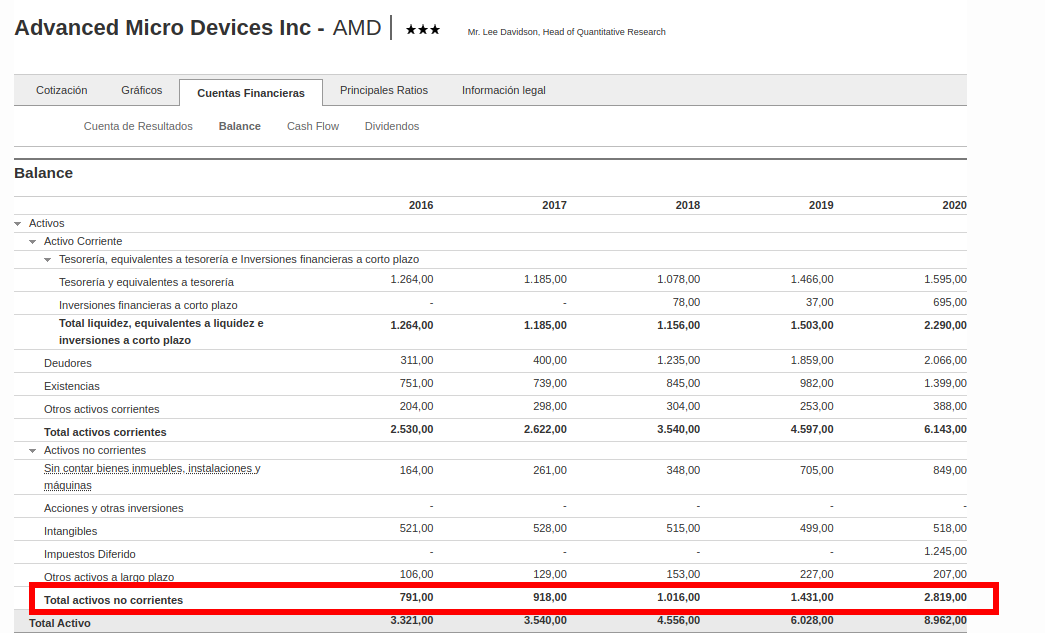 Advanced Micro Devices Inc - AMD ★★★ Mr. Lee Davidson, Head of Quantitative Research
Cotización Gráficos Cuentas Financieras Principales Ratios Información legal
Cuenta de Resultados Balance Cash Flow Dividendos
Balance
2016 2017 2018 2019 2020
Activos
Activo Corriente
Tesorería, equivalentes a tesorería e Inversiones financieras a corto plazo
Tesorería y equivalentes a tesorería 1.264,00 1.185,00 1.078,00 1.466,00 1.595,00
Inversiones financieras a corto plazo - - 78,00 37,00 695,00
Total liquidez, equivalentes a liquidez e
inversiones a corto plazo 1.264,00 1.185,00 1.156,00 1.503,00 2.290,00
Deudores 311,00 400,00 1.235,00 1.859,00 2.066,00
Existencias 751,00 739,00 845,00 982,00 1.399,00
Otros activos corrientes 204,00 298,00 304,00 253,00 388,00
Total activos corrientes 2.530,00 2.622,00 3.540,00 4.597,00 6.143,00
Activos no corrientes
Sin contar bienes inmuebles, instalaciones y
máquinas 164,00 261,00 348,00 705,00 849,00
Acciones y otras inversiones - - - - -
Intangibles 521,00 528,00 515,00 499,00 518,00
Impuestos Diferido - - - - 1.245,00
Otros activos a largo plazo 106,00 129,00 153,00 227,00 207,00
Total activos no corrientes 791,00 918,00 1.016,00 1.431,00 2.819,00
Total Activo 3.321,00 3.540,00 4.556,00 6.028,00 8.962,00